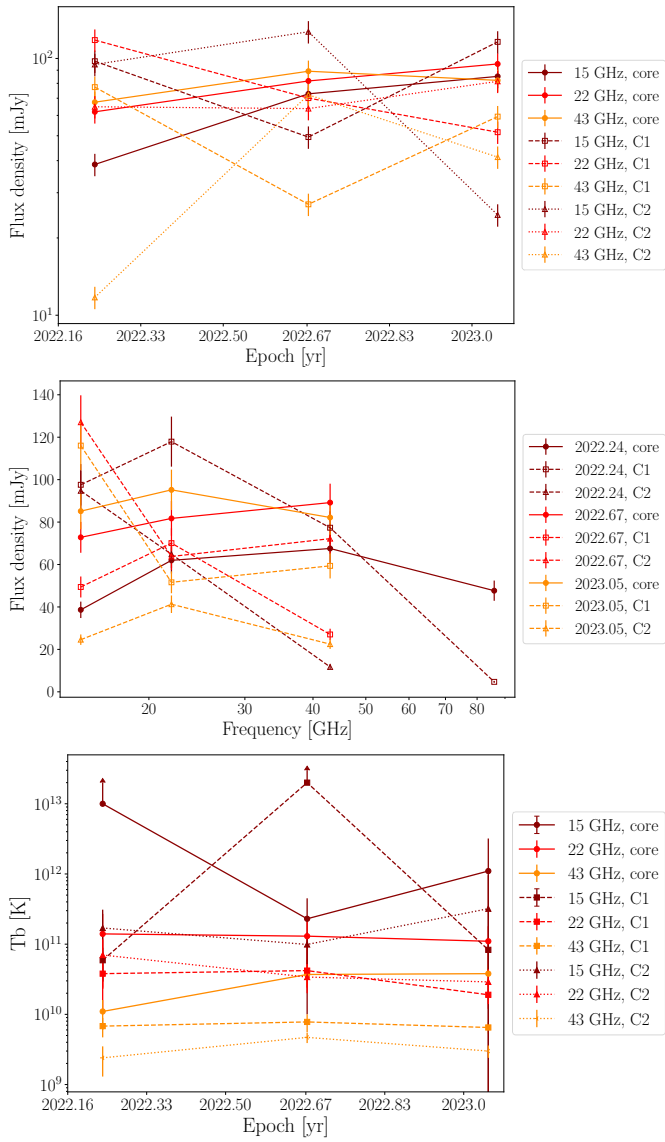 Flux density [mJy]
10²
10¹
2022.16 2022.33 2022.50 2022.67 2022.83 2023.0
Epoch [yr]
15 GHz, core
22 GHz, core
43 GHz, core
15 GHz, C1
22 GHz, C1
43 GHz, C1
15 GHz, C2
22 GHz, C2
43 GHz, C2
Flux density [mJy]
140
120
100
80
60
40
20
0
20 30 40 50 60 70 80
Frequency [GHz]
2022.24, core
2022.24, C1
2022.24, C2
2022.67, core
2022.67, C1
2022.67, C2
2023.05, core
2023.05, C1
2023.05, C2
Tb [K]
10¹³
10¹²
10¹¹
10¹⁰
10⁹
2022.16 2022.33 2022.50 2022.67 2022.83 2023.0
Epoch [yr]
15 GHz, core
22 GHz, core
43 GHz, core
15 GHz, C1
22 GHz, C1
43 GHz, C1
15 GHz, C2
22 GHz, C2
43 GHz, C2